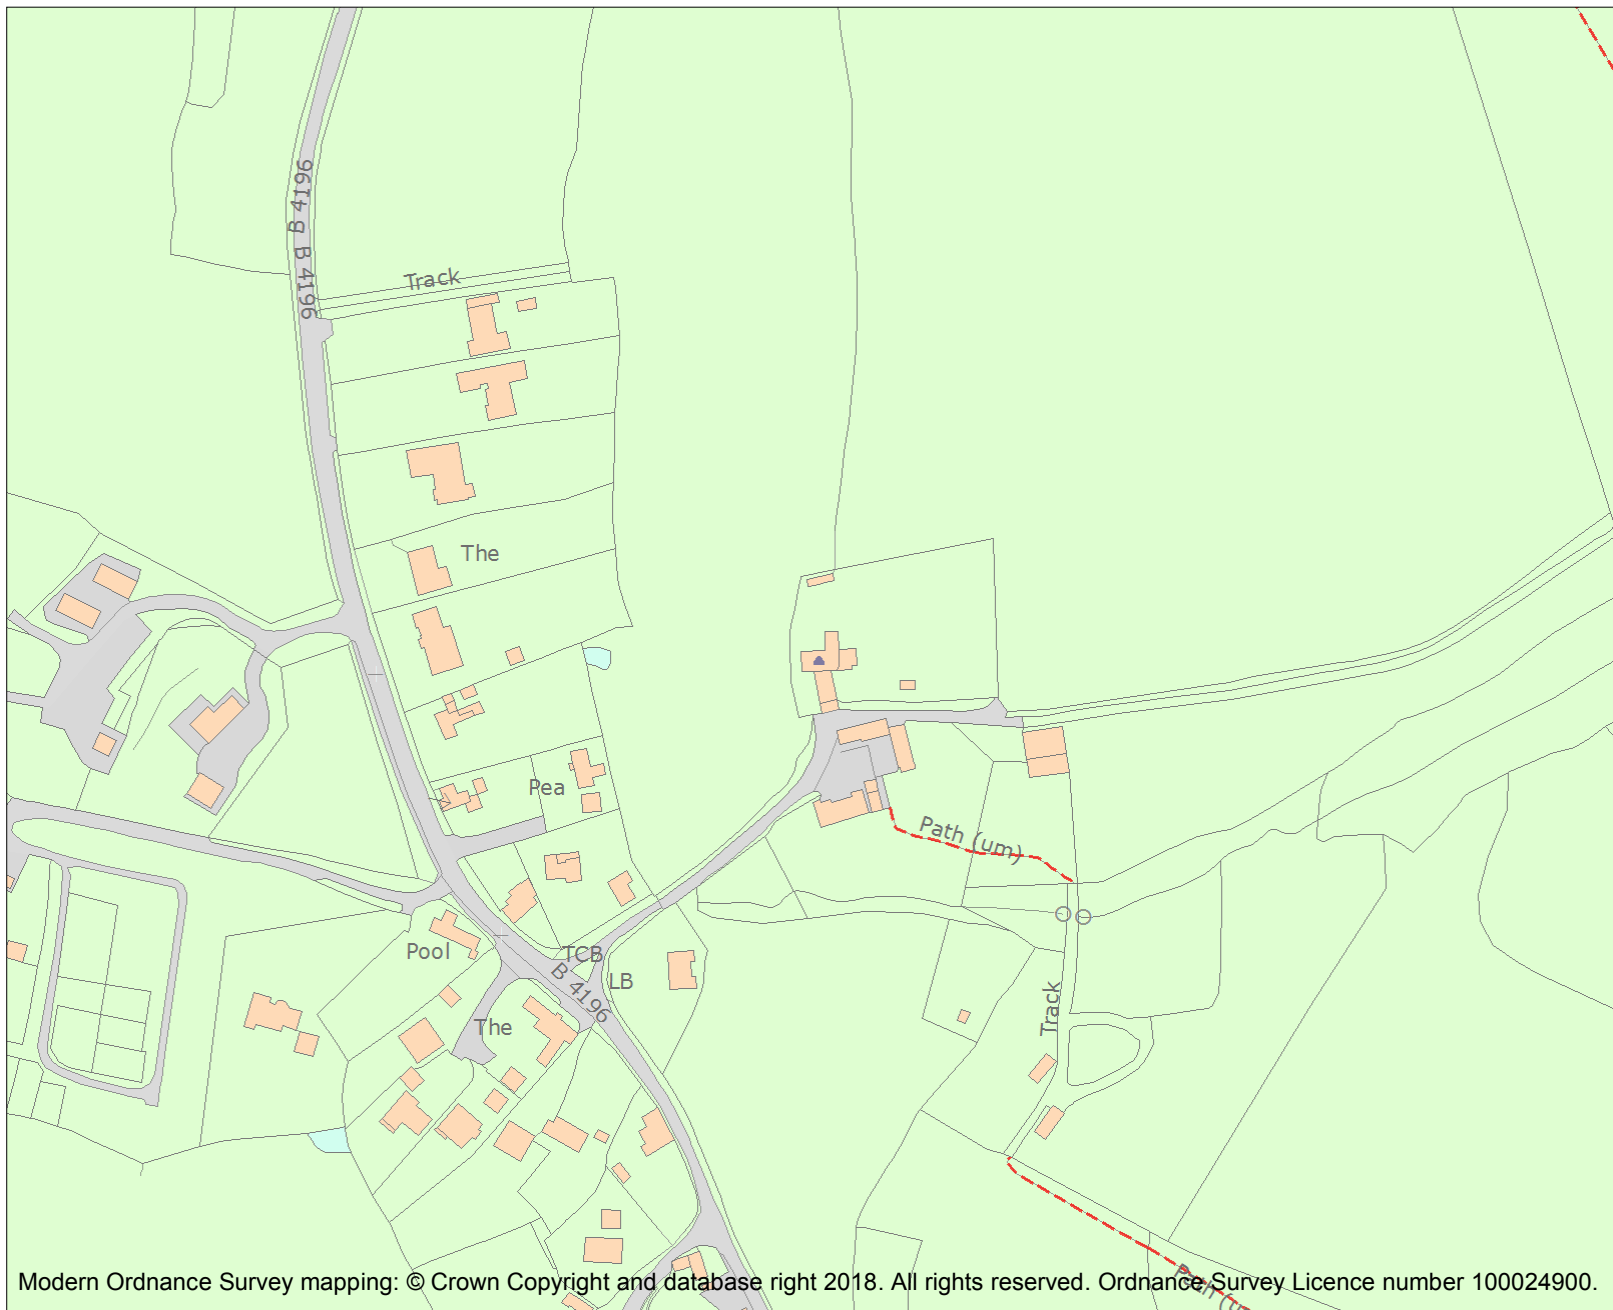 B 4196
B 4196
Track
The
Pea
Path (um)
TCB
Pool
LB
B 4196
The
Track
Modern Ordnance Survey mapping: © Crown Copyright and database right 2018. All rights reserved. Ordnance Survey Licence number 100024900.
Path (u